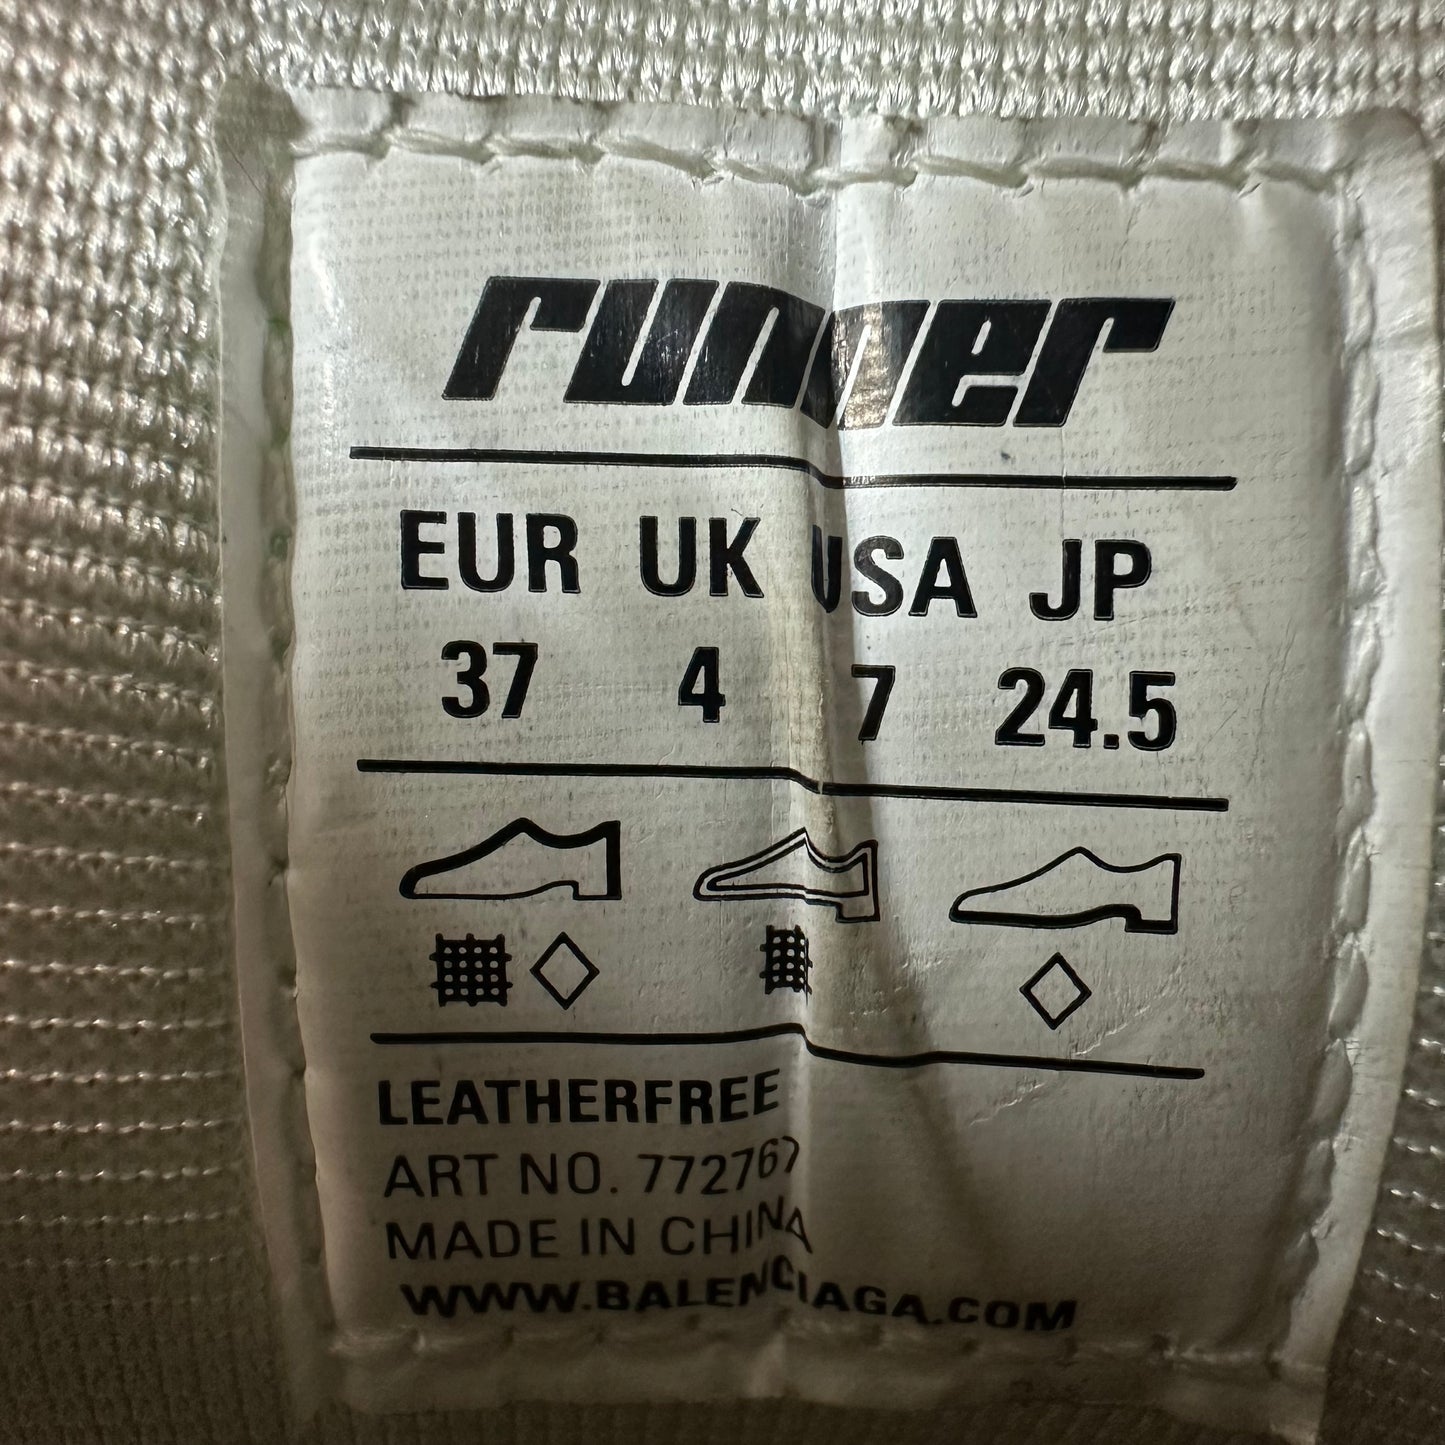 runner
EUR UK USA JP
37 4 7 24.5
LEATHERFREE
ART NO. 772767
MADE IN CHINA
WWW.BALENCIAGA.COM